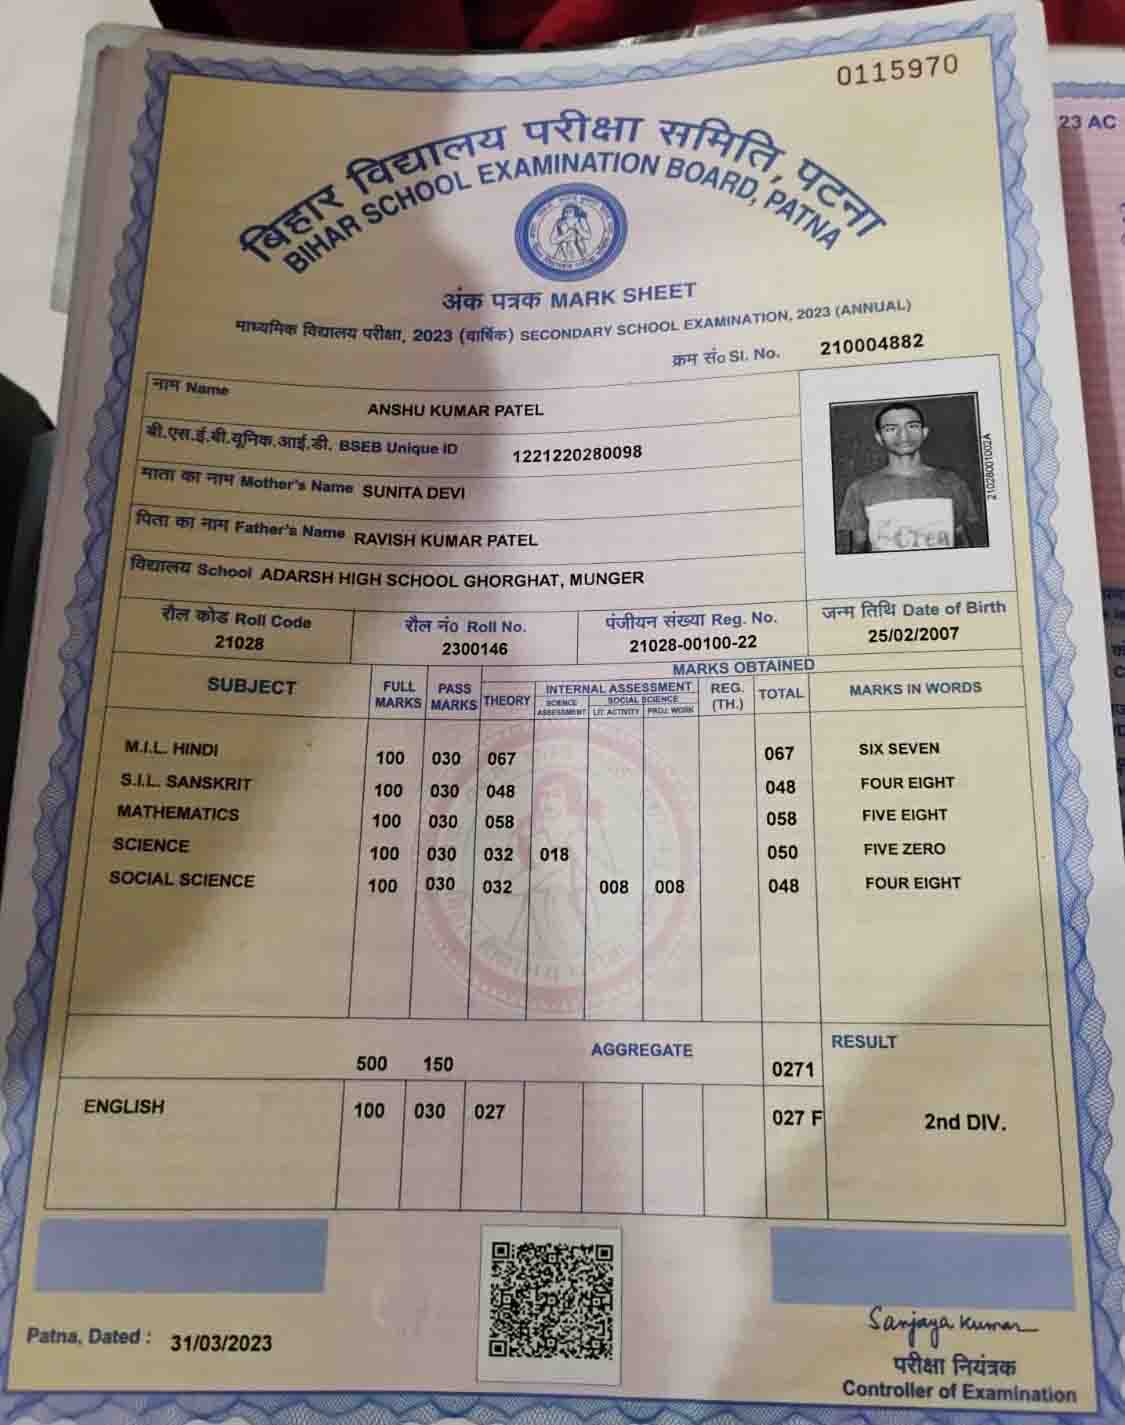 0115970
23 AC
बिहार विद्यालय परीक्षा समिति, पटना
BIHAR SCHOOL EXAMINATION BOARD, PATNA
अंक पत्रक MARK SHEET
माध्यमिक विद्यालय परीक्षा, 2023 (वार्षिक) SECONDARY SCHOOL EXAMINATION, 2023 (ANNUAL)
क्रम सं० Sl. No. 210004882
नाम Name ANSHU KUMAR PATEL
बी.एस.ई.बी.यूनिक.आई.डी. BSEB Unique ID 1221220280098
माता का नाम Mother's Name SUNITA DEVI
पिता का नाम Father's Name RAVISH KUMAR PATEL
विद्यालय School ADARSH HIGH SCHOOL GHORGHAT, MUNGER
21028001002A
रौल कोड Roll Code रौल नं० Roll No. पंजीयन संख्या Reg. No. जन्म तिथि Date of Birth
21028 2300146 21028-00100-22 25/02/2007
MARKS OBTAINED
SUBJECT FULL MARKS PASS MARKS THEORY INTERNAL ASSESSMENT REG. (TH.) TOTAL MARKS IN WORDS
SCIENCE ASSESSMENT SOCIAL SCIENCE
LIT. ACTIVITY PROJ. WORK
M.I.L. HINDI 100 030 067 067 SIX SEVEN
S.I.L. SANSKRIT 100 030 048 048 FOUR EIGHT
MATHEMATICS 100 030 058 058 FIVE EIGHT
SCIENCE 100 030 032 018 050 FIVE ZERO
SOCIAL SCIENCE 100 030 032 008 008 048 FOUR EIGHT
500 150 AGGREGATE 0271 RESULT
ENGLISH 100 030 027 027 F 2nd DIV.
Patna, Dated : 31/03/2023
Sanjaya Kumar
परीक्षा नियंत्रक
Controller of Examination